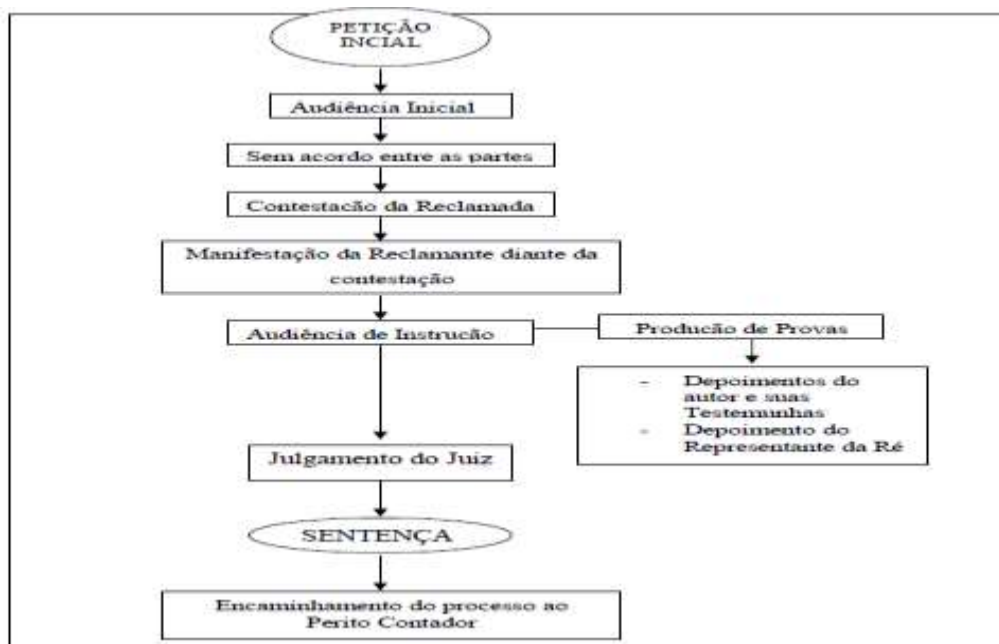 PETIÇÃO
INCIAL
Audiência Inicial
Sem acordo entre as partes
Contestacão da Reclamada
Manifestação da Reclamante diante da
contestação
Audiência de Instrucão
Producão de Provas
- Depoimentos do
autor e suas
Testemunhas
- Depoimento do
Representante da Ré
Julgamento do Juiz
SENTENÇA
Encaminhamento do processo ao
Perito Contador